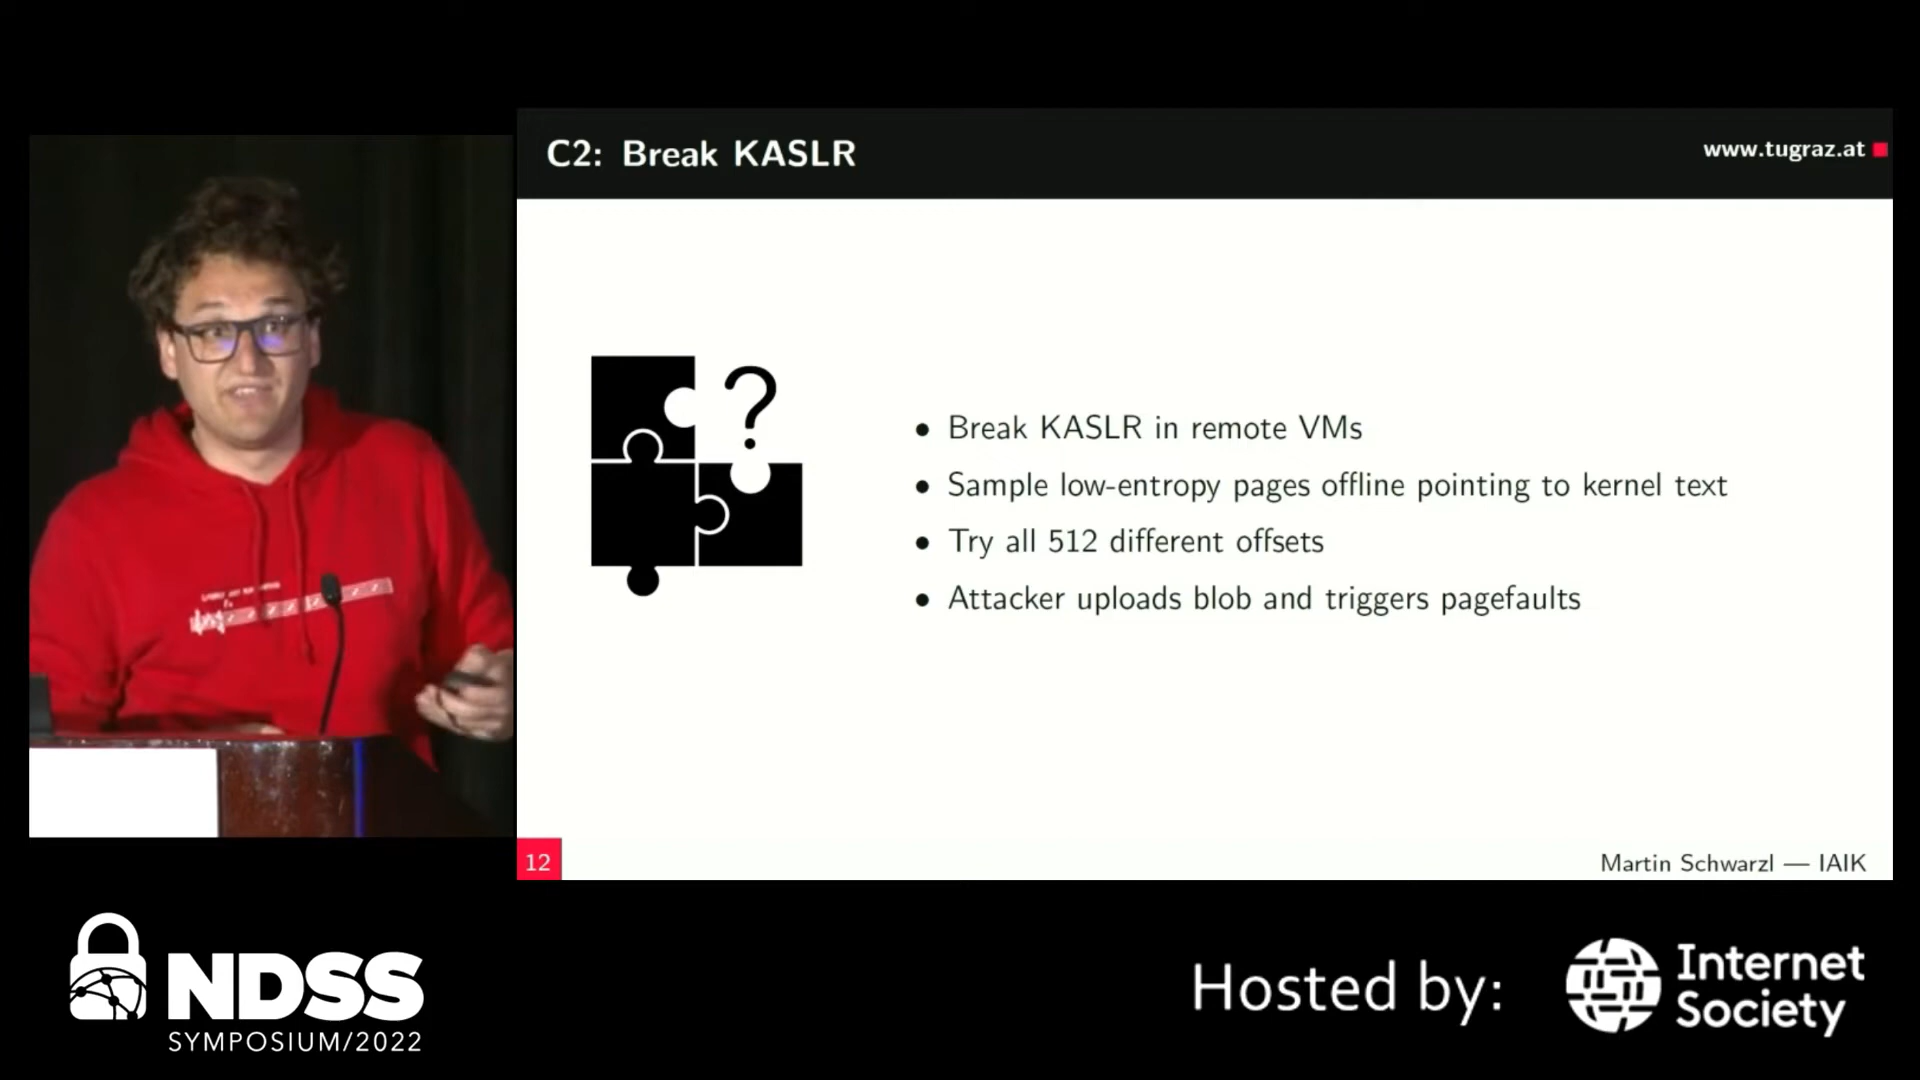 C2: Break KASLR
www.tugraz.at
?
• Break KASLR in remote VMs
• Sample low-entropy pages offline pointing to kernel text
• Try all 512 different offsets
• Attacker uploads blob and triggers pagefaults
12
Martin Schwarzl — IAIK
NDSS
SYMPOSIUM/2022
Hosted by:
Internet
Society